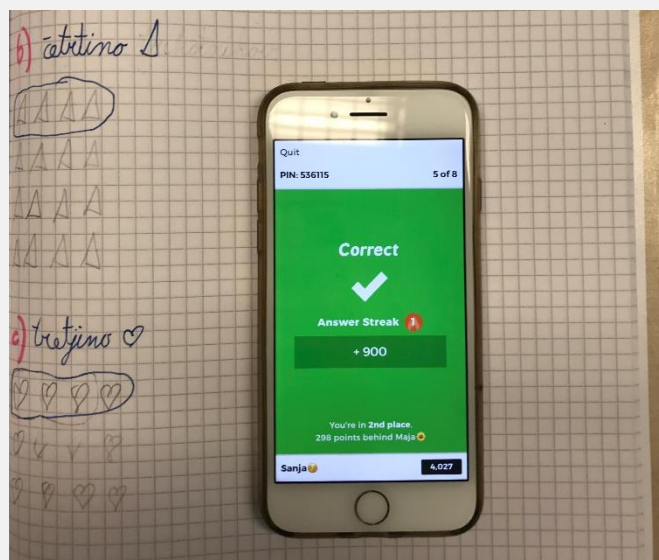 b) četrtino
c) tretjino
Quit
PIN: 536115
5 of 8
Correct
Answer Streak 1
+ 900
You're in 2nd place.
298 points behind Maja
Sanja
4,027